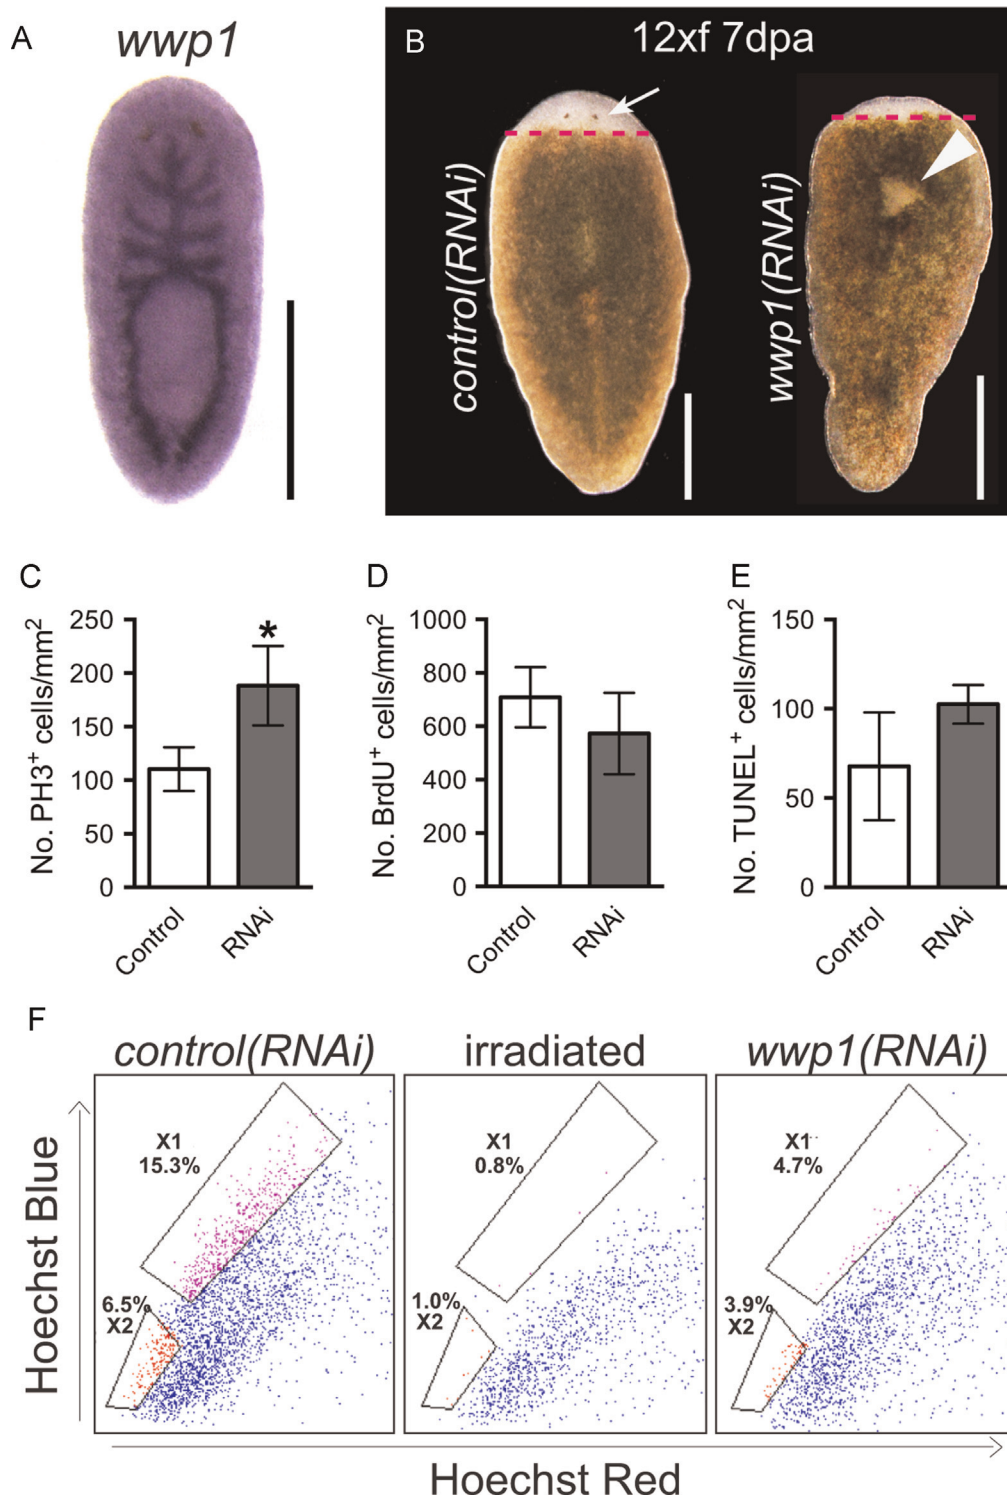 A
wwp1
B
12xf 7dpa
control(RNAi)
wwp1(RNAi)
C
No. PH3+ cells/mm2
250
200
150
100
50
0
*
Control
RNAi
D
No. BrdU+ cells/mm2
1000
800
600
400
200
0
Control
RNAi
E
No. TUNEL+ cells/mm2
150
100
50
0
Control
RNAi
F
control(RNAi)
irradiated
wwp1(RNAi)
Hoechst Blue
X1
15.3%
6.5%
X2
X1
0.8%
1.0%
X2
X1
4.7%
3.9%
X2
Hoechst Red